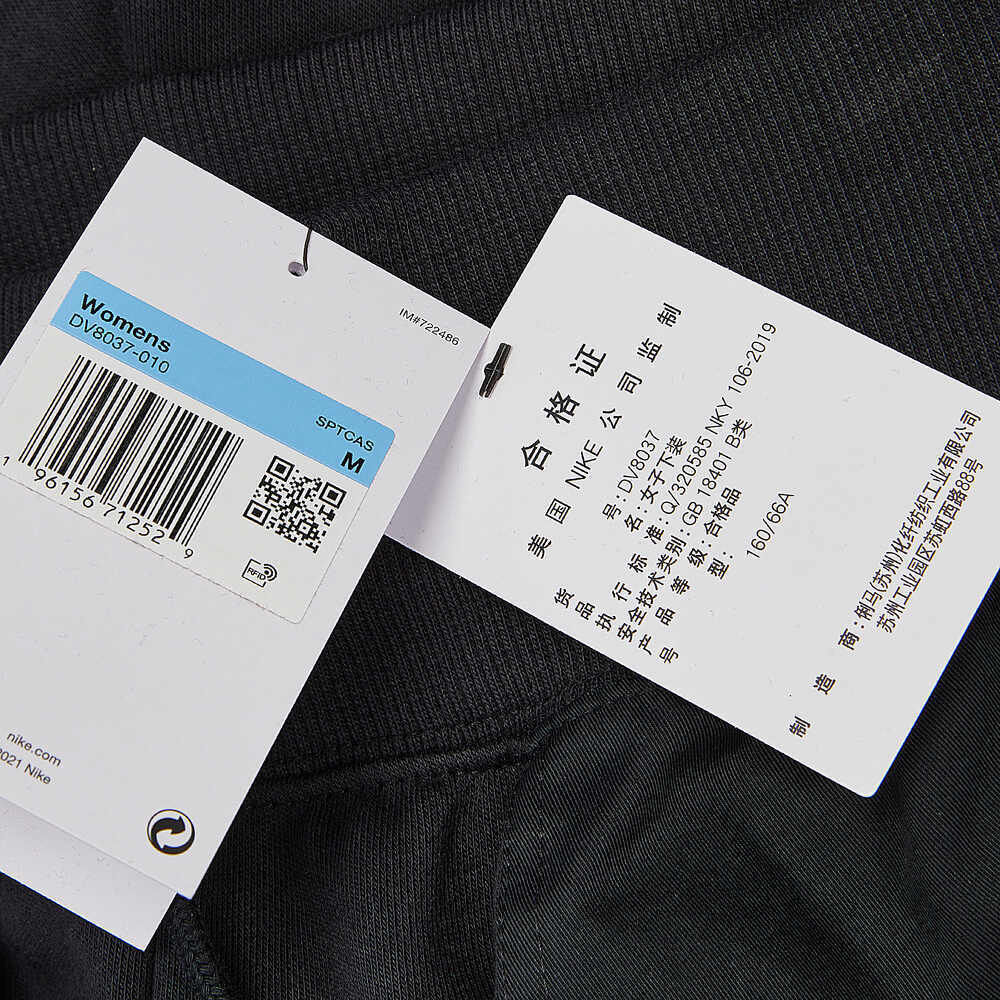 IM#722486
Womens
DV8037-010
SPTCAS
M
1 96156 71252 9
RFID
nike.com
2021 Nike
合格证
美国 NIKE 公司监制
货号:DV8037
品名:女子下装
执行标准:Q/320585 NKY 106-2019
安全技术类别:GB 18401 B类
产品等级:合格品
号型:
160/66A
制造商:俐马(苏州)化纤纺织工业有限公司
苏州工业园区苏虹西路88号